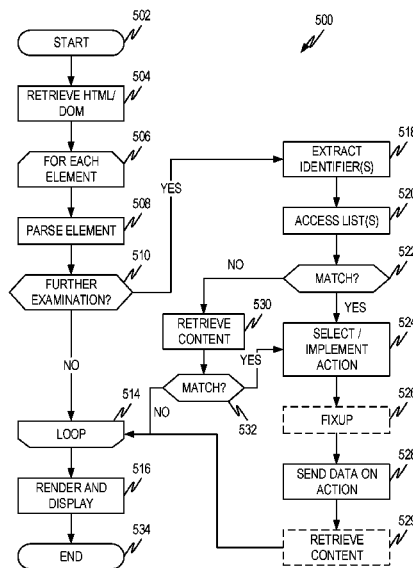 502
500
START
504
RETRIEVE HTML/
DOM
506
FOR EACH
ELEMENT
508
PARSE ELEMENT
510
FURTHER
EXAMINATION?
YES
NO
514
LOOP
516
RENDER AND
DISPLAY
534
END
518
EXTRACT
IDENTIFIER(S)
520
ACCESS LIST(S)
522
MATCH?
NO
YES
530
RETRIEVE
CONTENT
MATCH?
YES
NO
532
524
SELECT /
IMPLEMENT
ACTION
526
FIXUP
528
SEND DATA ON
ACTION
529
RETRIEVE
CONTENT